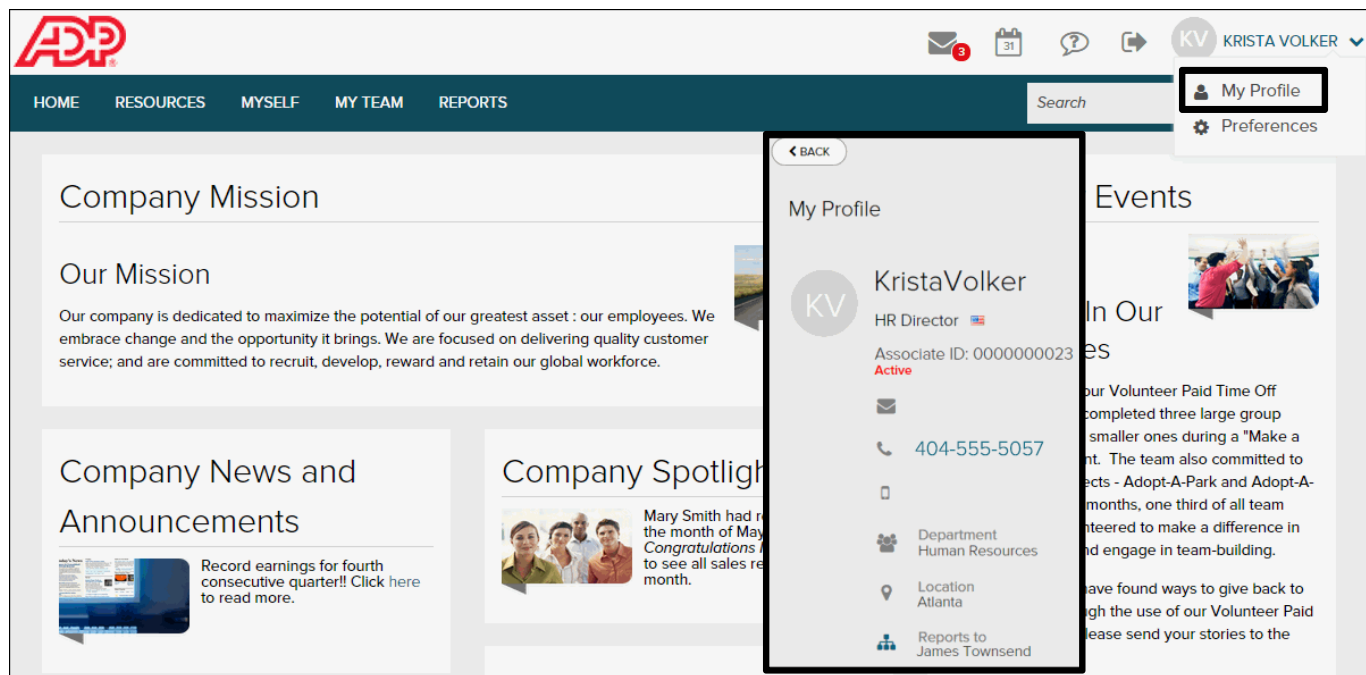 ADP
3
31
KV
KRISTA VOLKER
HOME
RESOURCES
MYSELF
MY TEAM
REPORTS
Search
My Profile
Preferences
Company Mission
Our Mission
Our company is dedicated to maximize the potential of our greatest asset : our employees. We
embrace change and the opportunity it brings. We are focused on delivering quality customer
service; and are committed to recruit, develop, reward and retain our global workforce.
Company News and
Announcements
Record earnings for fourth
consecutive quarter!! Click here
to read more.
Company Spotligh
Mary Smith had r
the month of May
Congratulations
to see all sales re
month.
BACK
My Profile
KV
KristaVolker
HR Director
Associate ID: 0000000023
Active
404-555-5057
Department
Human Resources
Location
Atlanta
Reports to
James Townsend
Events
In Our
es
our Volunteer Paid Time Off
completed three large group
smaller ones during a "Make a
nt. The team also committed to
ects - Adopt-A-Park and Adopt-A-
months, one third of all team
nteered to make a difference in
nd engage in team-building.
have found ways to give back to
ugh the use of our Volunteer Paid
lease send your stories to the